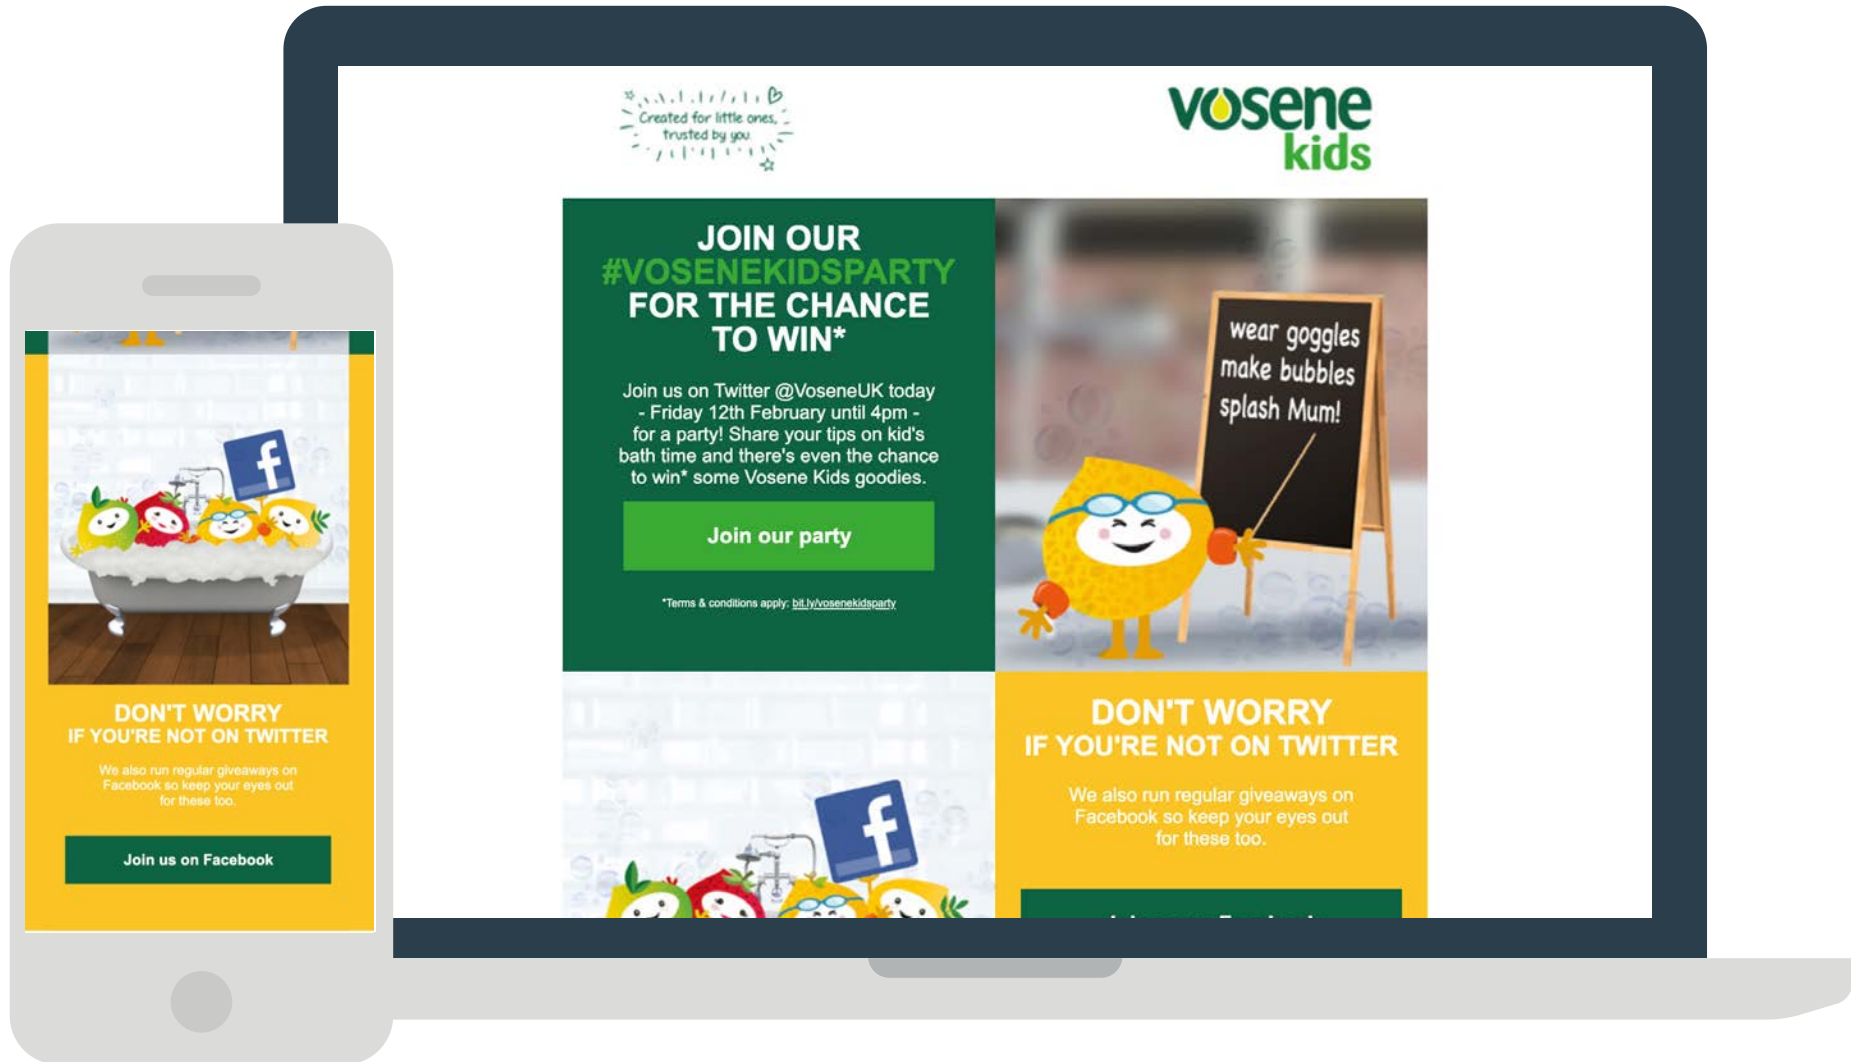 Created for little ones,
trusted by you.
vosene
kids
JOIN OUR
#VOSENEKIDSPARTY
FOR THE CHANCE
TO WIN*
Join us on Twitter @VoseneUK today
- Friday 12th February until 4pm -
for a party! Share your tips on kid's
bath time and there's even the chance
to win* some Vosene Kids goodies.
Join our party
*Terms & conditions apply: bit.ly/vosenekidsparty
wear goggles
make bubbles
splash Mum!
f
DON'T WORRY
IF YOU'RE NOT ON TWITTER
We also run regular giveaways on
Facebook so keep your eyes out
for these too.
f
DON'T WORRY
IF YOU'RE NOT ON TWITTER
We also run regular giveaways on
Facebook so keep your eyes out
for these too.
Join us on Facebook